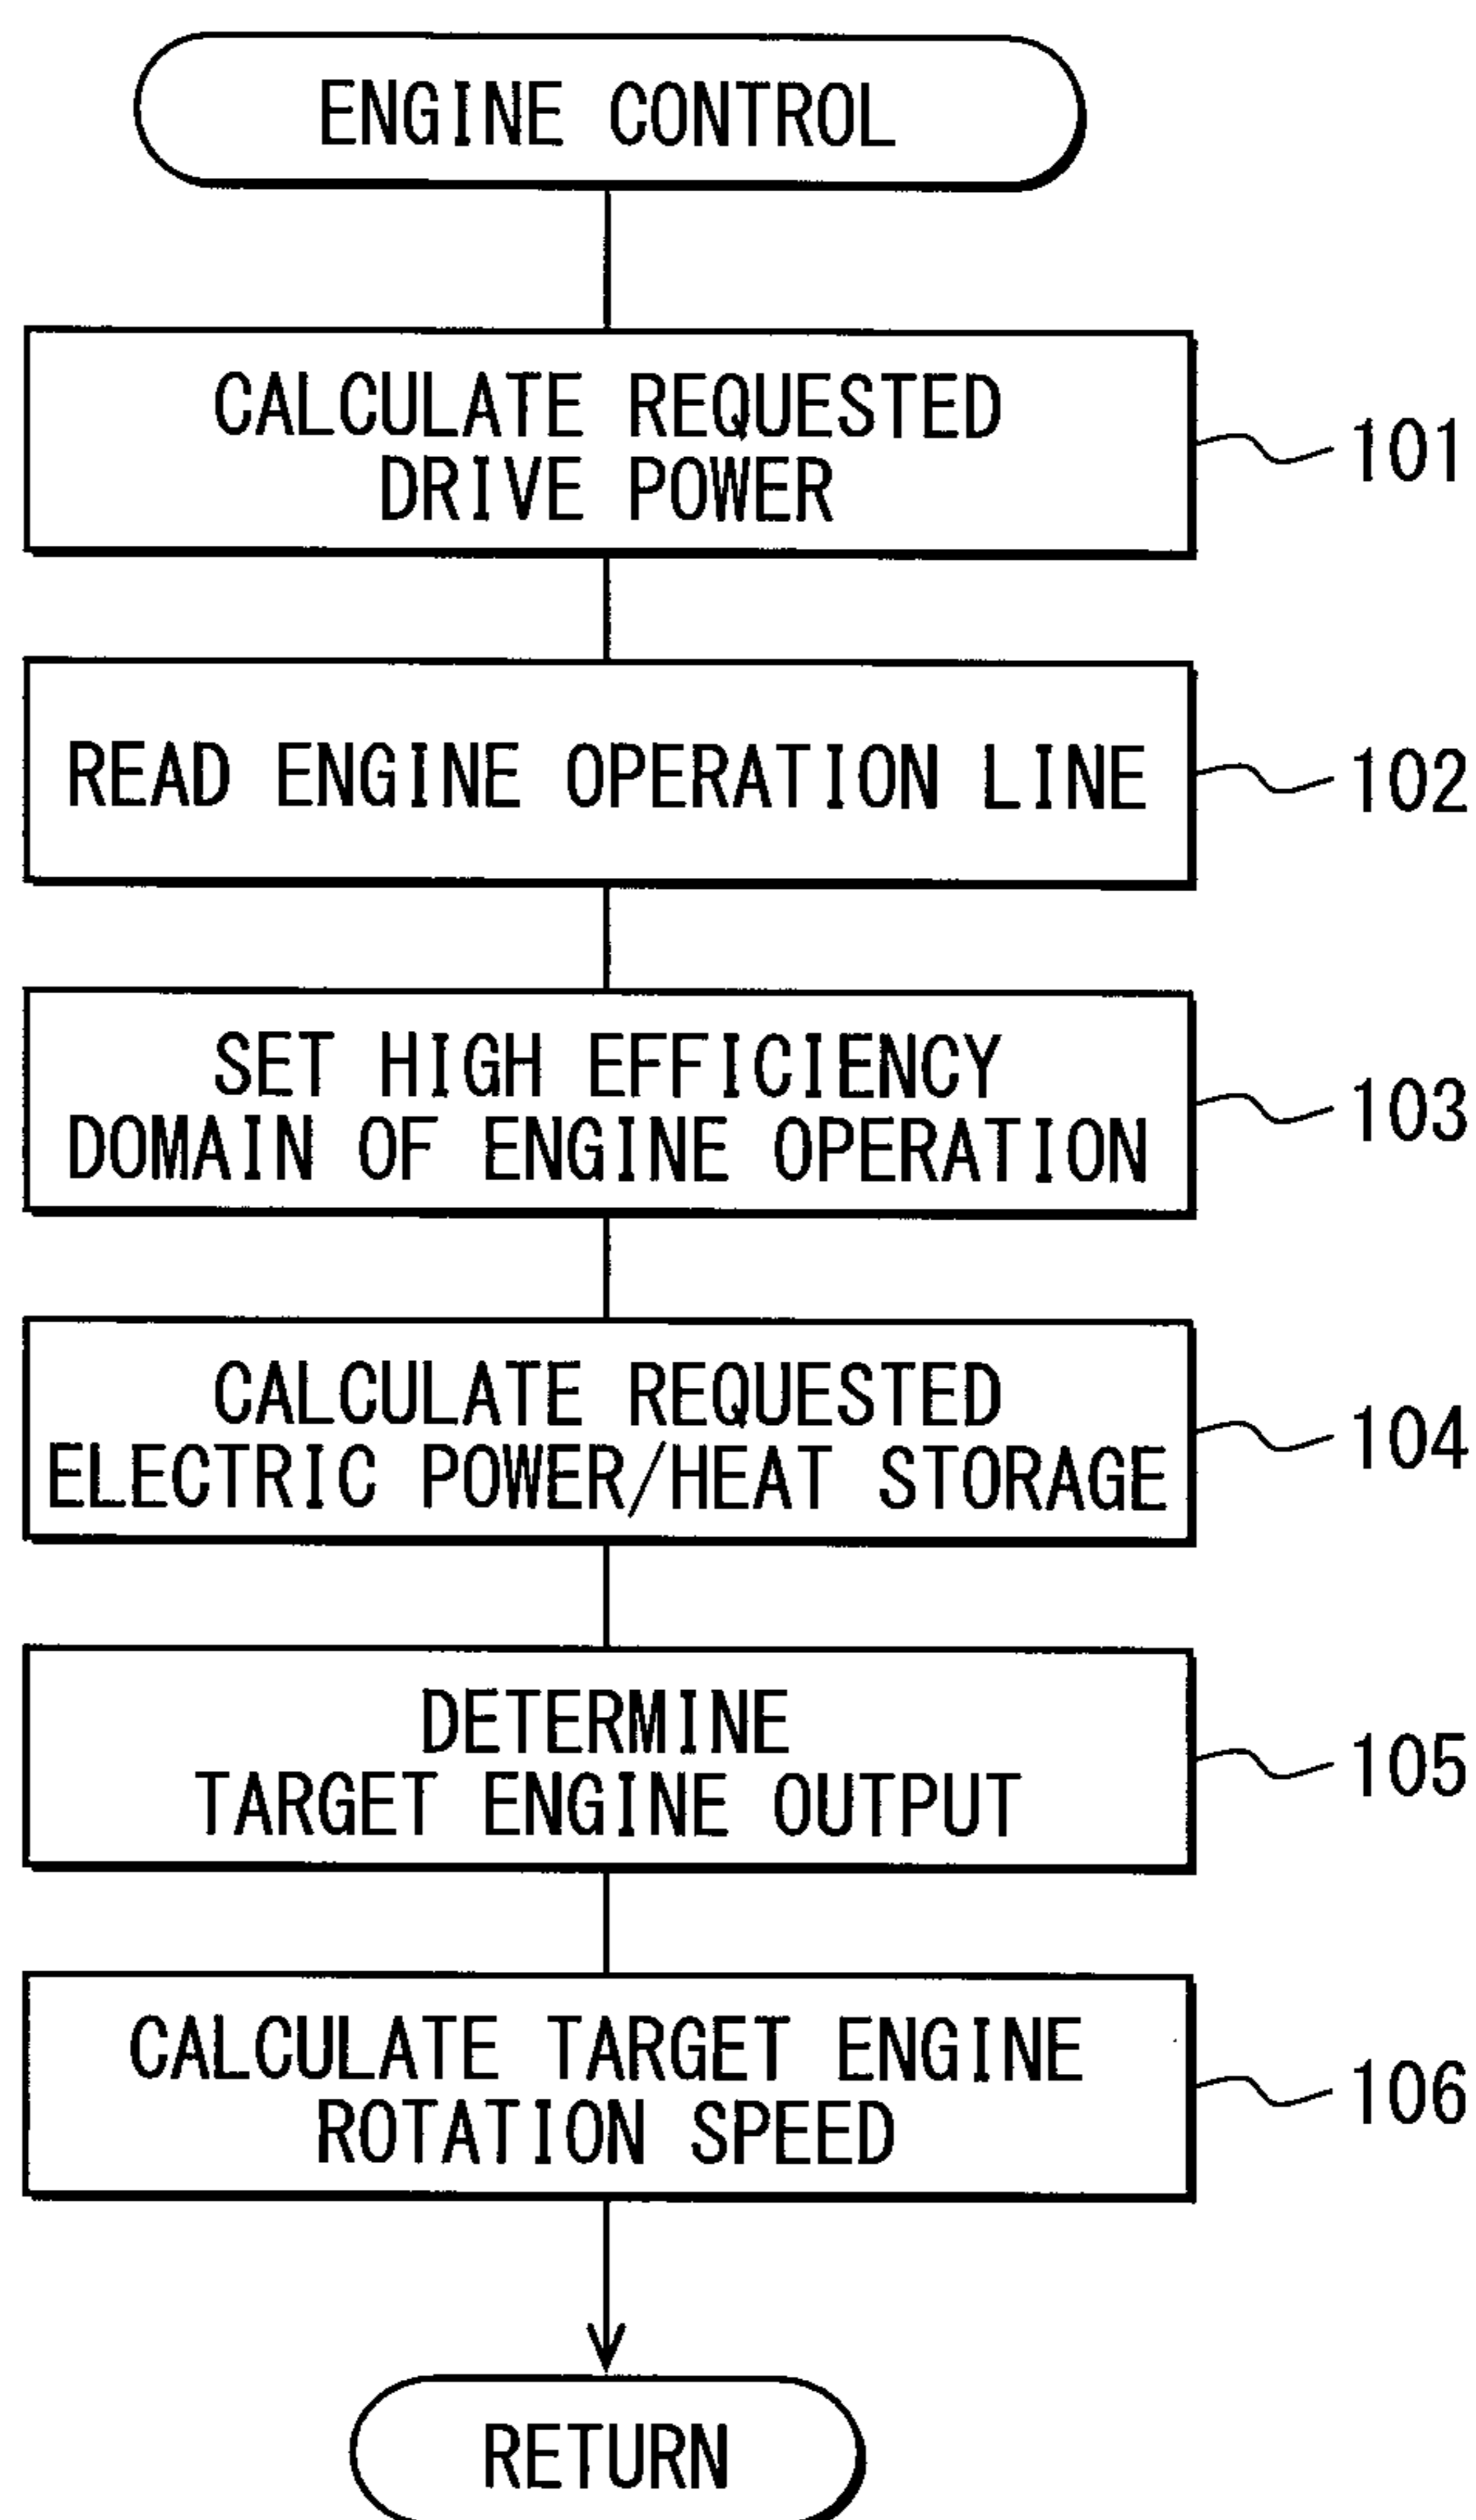 ENGINE CONTROL
CALCULATE REQUESTED
DRIVE POWER
101
READ ENGINE OPERATION LINE
102
SET HIGH EFFICIENCY
DOMAIN OF ENGINE OPERATION
103
CALCULATE REQUESTED
ELECTRIC POWER/HEAT STORAGE
104
DETERMINE
TARGET ENGINE OUTPUT
105
CALCULATE TARGET ENGINE
ROTATION SPEED
106
RETURN